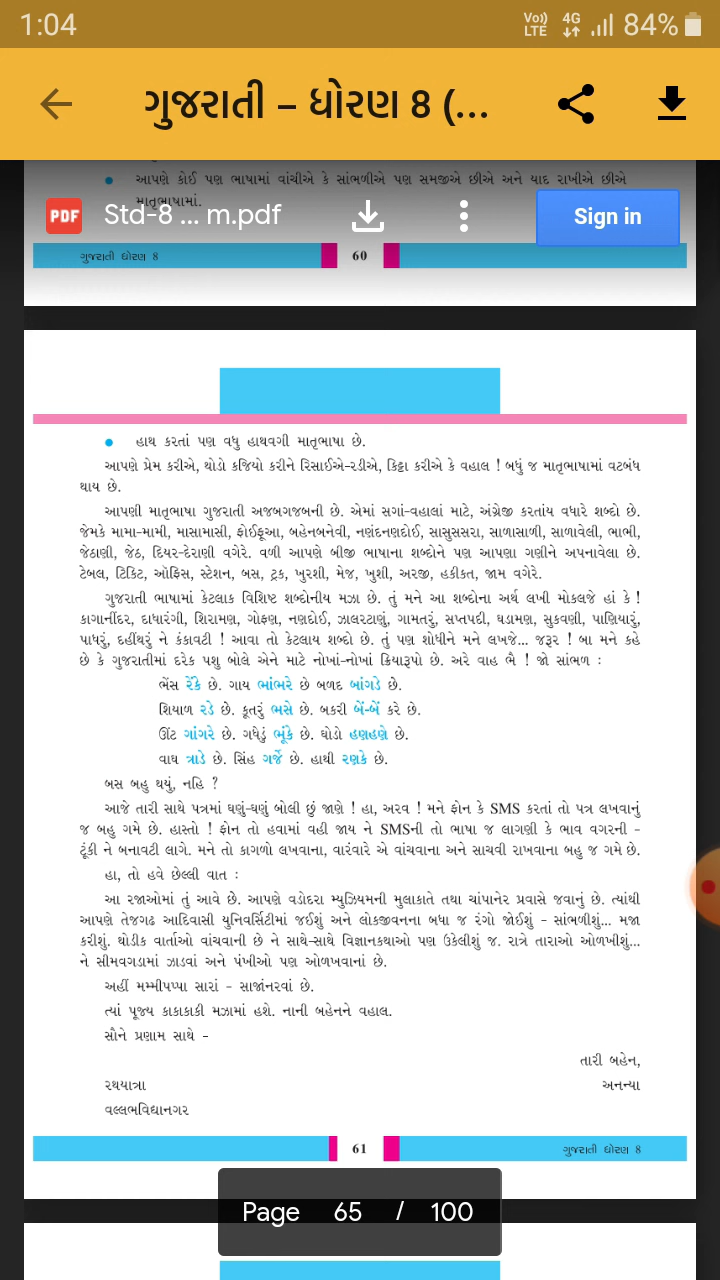 1:04
Vo)) LTE 4G 84%
ગુજરાતી – ધોરણ 8 (...
● આપણે કોઈ પણ ભાષામાં વાંચીએ કે સાંભળીએ પણ સમજીએ છીએ અને યાદ રાખીએ છીએ
માતૃભાષામાં.
PDF Std-8 ... m.pdf Sign in
ગુજરાતી ધોરણ 8 60
● હાથ કરતાં પણ વધુ હાથવગી માતૃભાષા છે.
આપણે પ્રેમ કરીએ, થોડો કજિયો કરીને રિસાઈએ-રડીએ, કિટ્ટા કરીએ કે વહાલ ! બધું જ માતૃભાષામાં વટબંધ
થાય છે.
આપણી માતૃભાષા ગુજરાતી અજબગજબની છે. એમાં સગાં-વહાલાં માટે, અંગ્રેજી કરતાંય વધારે શબ્દો છે.
જેમકે મામા-મામી, માસામાસી, ફોઈફૂઆ, બહેનબનેવી, નણંદનણદોઈ, સાસુસસરા, સાળાસાળી, સાળાવેલી, ભાભી,
જેઠાણી, જેઠ, દિયર-દેરાણી વગેરે. વળી આપણે બીજી ભાષાના શબ્દોને પણ આપણા ગણીને અપનાવેલા છે.
ટેબલ, ટિકિટ, ઑફિસ, સ્ટેશન, બસ, ટ્રક, ખુરશી, મેજ, ખુશી, અરજી, હકીકત, જામ વગેરે.
ગુજરાતી ભાષામાં કેટલાક વિશિષ્ટ શબ્દોનીય મઝા છે. તું મને આ શબ્દોના અર્થ લખી મોકલજે હાં કે !
કાગાનીંદર, દાધારંગી, શિરામણ, ગોફણ, નણદોઈ, ઝાલરટાણું, ગામતરું, સપ્તપદી, ઘડામણ, સુકવણી, પાણિયારું,
પાધરું, દહીંથરું ને કંકાવટી ! આવા તો કેટલાય શબ્દો છે. તું પણ શોધીને મને લખજે... જરૂર ! બા મને કહે
છે કે ગુજરાતીમાં દરેક પશુ બોલે એને માટે નોખાં-નોખાં ક્રિયારૂપો છે. અરે વાહ ભૈ ! જો સાંભળ :
ભેંસ રેંકે છે. ગાય ભાંભરે છે બળદ બાંગડે છે.
શિયાળ રડે છે. કૂતરું ભસે છે. બકરી બેં-બેં કરે છે.
ઊંટ ગાંગરે છે. ગધેડું ભૂંકે છે. ઘોડો હણહણે છે.
વાઘ ત્રાડે છે. સિંહ ગર્જે છે. હાથી રણકે છે.
બસ બહુ થયું, નહિ ?
આજે તારી સાથે પત્રમાં ઘણું-ઘણું બોલી છું જાણે ! હા, અરવ ! મને ફોન કે SMS કરતાં તો પત્ર લખવાનું
જ બહુ ગમે છે. હાસ્તો ! ફોન તો હવામાં વહી જાય ને SMSની તો ભાષા જ લાગણી કે ભાવ વગરની -
ટૂંકી ને બનાવટી લાગે. મને તો કાગળો લખવાના, વારંવારે એ વાંચવાના અને સાચવી રાખવાના બહુ જ ગમે છે.
હા, તો હવે છેલ્લી વાત :
આ રજાઓમાં તું આવે છે. આપણે વડોદરા મ્યુઝિયમની મુલાકાતે તથા ચાંપાનેર પ્રવાસે જવાનું છે. ત્યાંથી
આપણે તેજગઢ આદિવાસી યુનિવર્સિટીમાં જઈશું અને લોકજીવનના બધા જ રંગો જોઈશું - સાંભળીશું... મજા
કરીશું. થોડીક વાર્તાઓ વાંચવાની છે ને સાથે-સાથે વિજ્ઞાનકથાઓ પણ ઉકેલીશું જ. રાત્રે તારાઓ ઓળખીશું...
ને સીમવગડામાં ઝાડવાં અને પંખીઓ પણ ઓળખવાનાં છે.
અહીં મમ્મીપપ્પા સારાં - સાજાંનરવાં છે.
ત્યાં પૂજ્ય કાકાકાકી મઝામાં હશે. નાની બહેનને વહાલ.
સૌને પ્રણામ સાથે -
તારી બહેન,
રથયાત્રા અનન્યા
વલ્લભવિદ્યાનગર
61 ગુજરાતી ધોરણ 8
Page 65 / 100